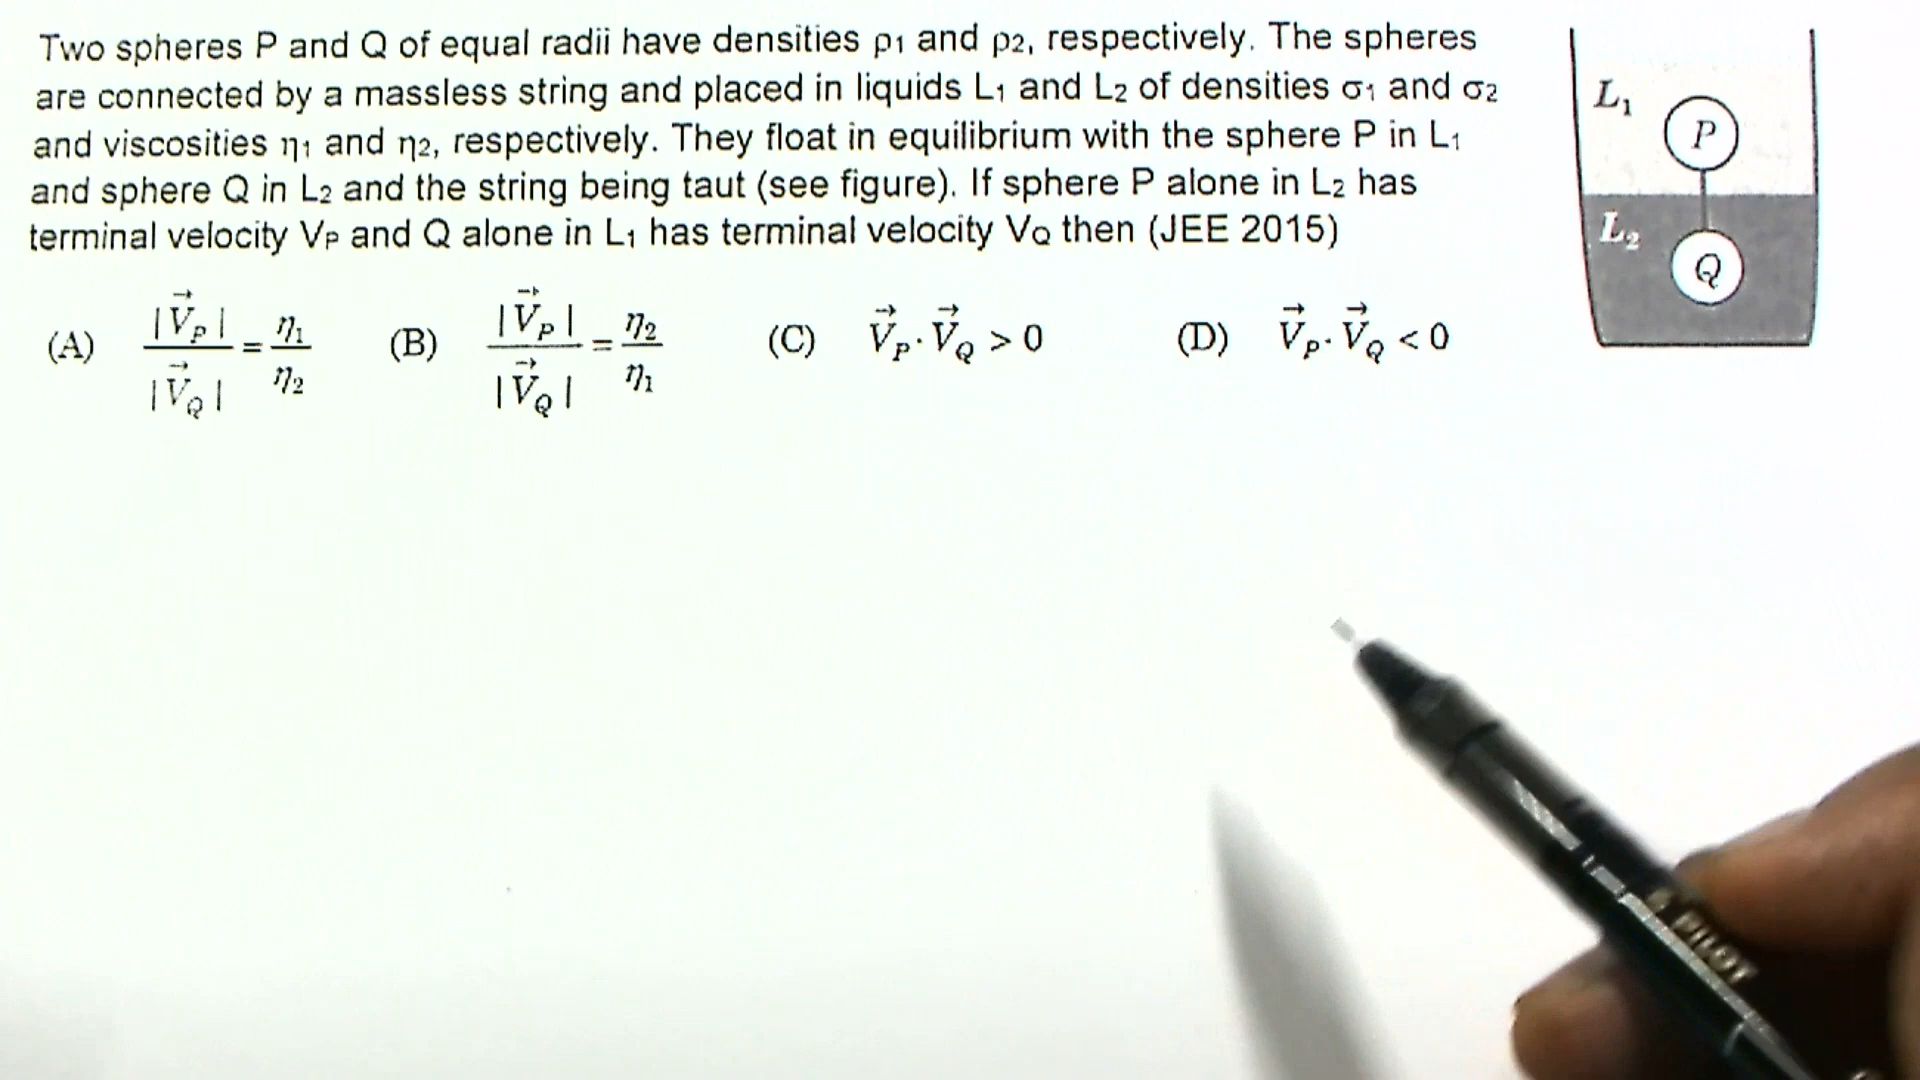 Two spheres P and Q of equal radii have densities ρ1 and ρ2, respectively. The spheres
are connected by a massless string and placed in liquids L1 and L2 of densities σ1 and σ2
and viscosities η1 and η2, respectively. They float in equilibrium with the sphere P in L1
and sphere Q in L2 and the string being taut (see figure). If sphere P alone in L2 has
terminal velocity VP and Q alone in L1 has terminal velocity VQ then (JEE 2015)
(A) |V⃗P| / |V⃗Q| = η1 / η2 (B) |V⃗P| / |V⃗Q| = η2 / η1 (C) V⃗P · V⃗Q > 0 (D) V⃗P · V⃗Q < 0
L1
P
L2
Q
PILOT